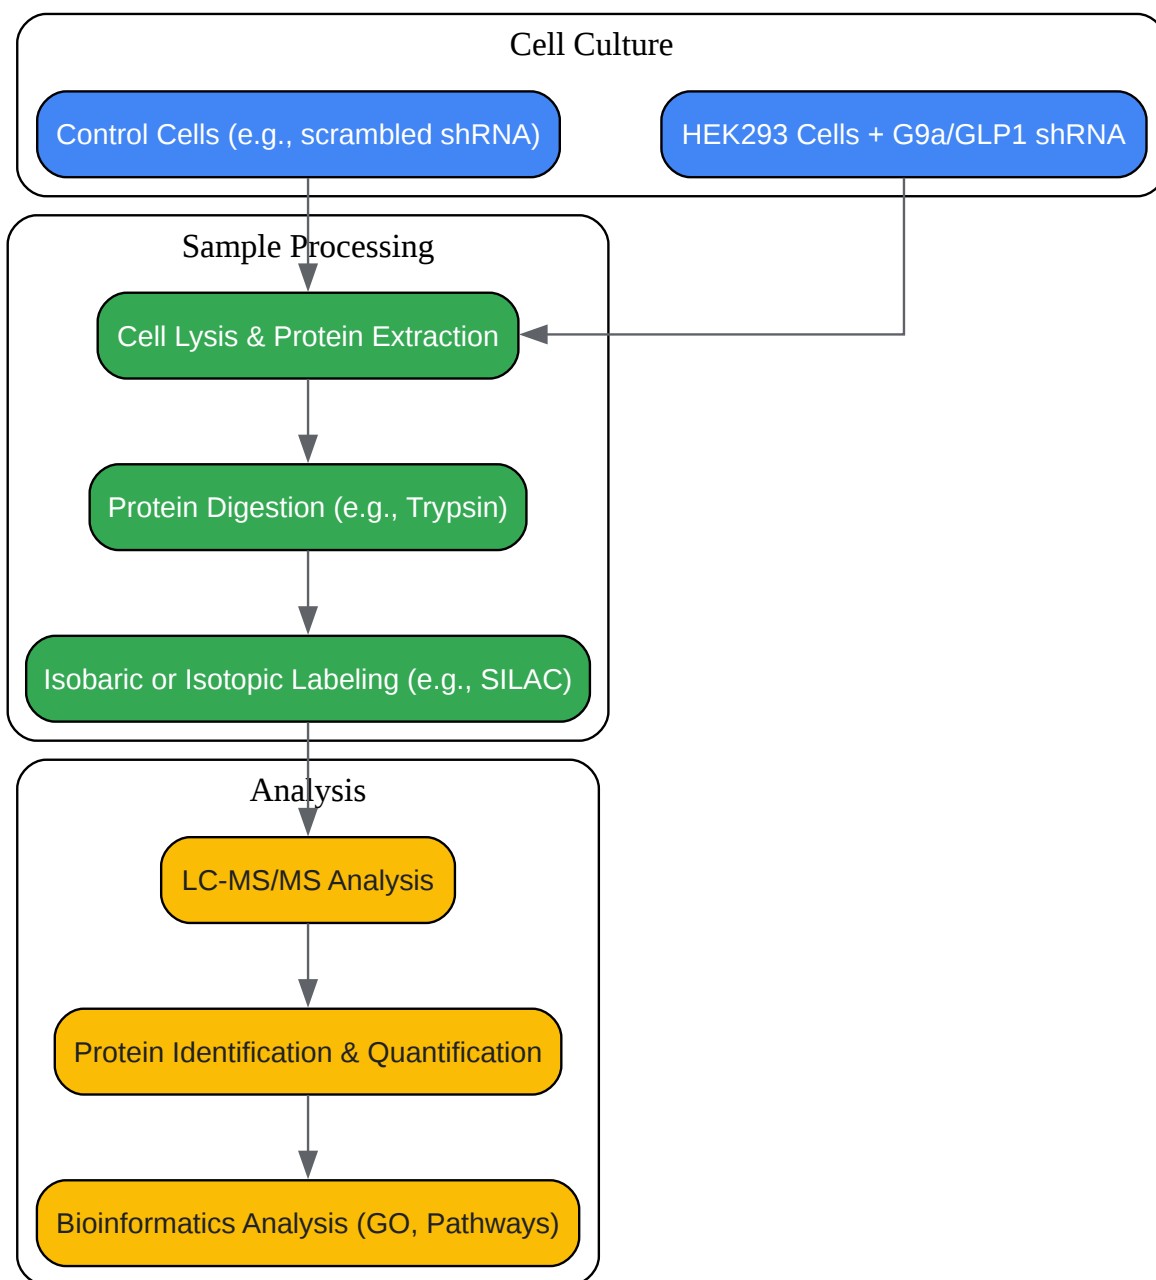 Cell Culture
Control Cells (e.g., scrambled shRNA)
HEK293 Cells + G9a/GLP1 shRNA
Sample Processing
Cell Lysis & Protein Extraction
Protein Digestion (e.g., Trypsin)
Isobaric or Isotopic Labeling (e.g., SILAC)
Analysis
LC-MS/MS Analysis
Protein Identification & Quantification
Bioinformatics Analysis (GO, Pathways)